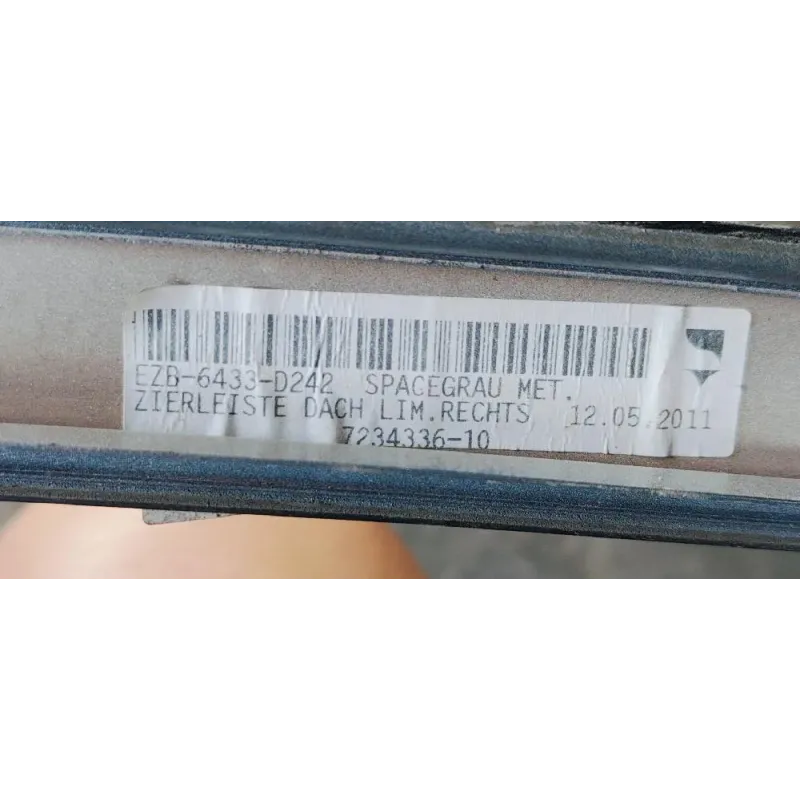 EZB-6433-D242 SPACEGRAU MET.
ZIERLEISTE DACH LIM.RECHTS 12.05.2011
7234336-10